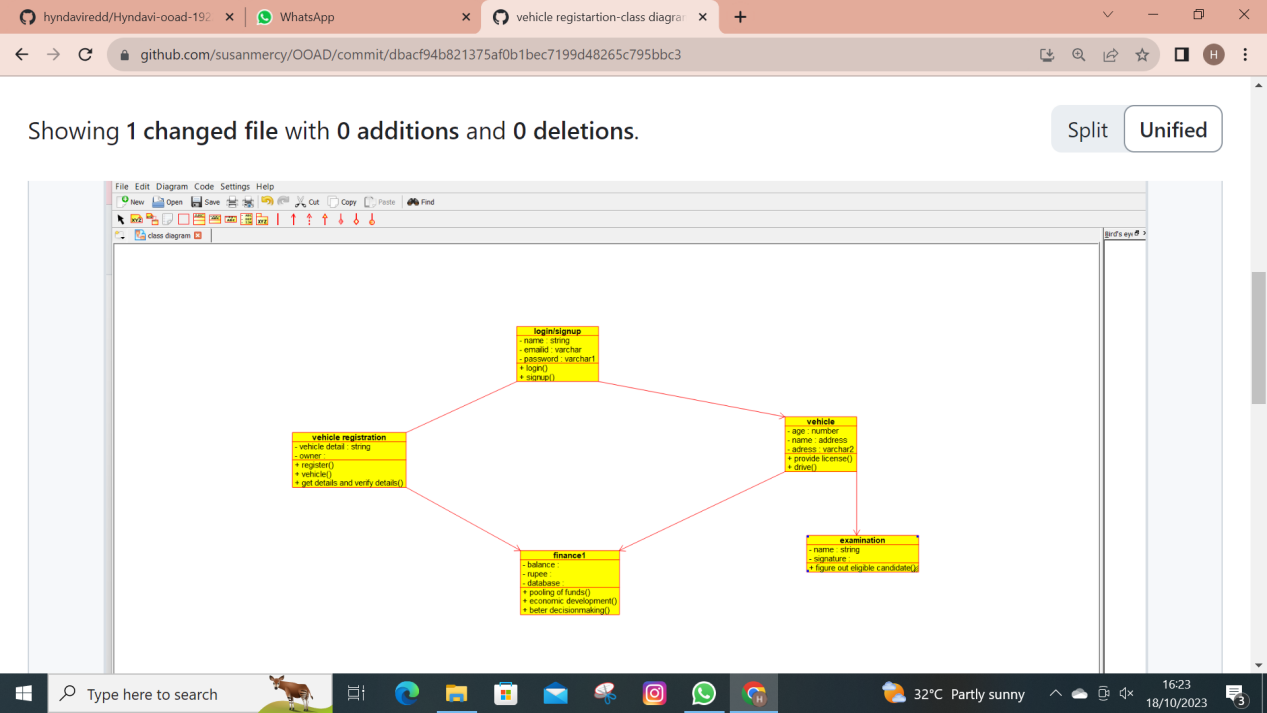 hyndaviredd/Hyndavi-ooad-192
WhatsApp
vehicle registartion-class diagra
github.com/susanmercy/OOAD/commit/dbacf94b821375af0b1bec7199d48265c795bbc3
H
Showing 1 changed file with 0 additions and 0 deletions.
Split Unified
File Edit Diagram Code Settings Help
New Open Save Cut Copy Paste Find
class diagram
Bird's eye
login/signup
- name : string
- emailid : varchar
- password : varchar1
+ login()
+ signup()
vehicle
- age : number
- name : address
- adress : varchar2
+ provide license()
+ drive()
vehicle registration
- vehicle detail : string
- owner :
+ register()
+ vehicle()
+ get details and verify details()
examination
- name : string
- signature :
+ figure out eligible candidate()
finance1
- balance :
- rupee :
- database :
+ pooling of funds()
+ economic development()
+ beter decisionmaking()
Type here to search
32°C Partly sunny
16:23
18/10/2023
3